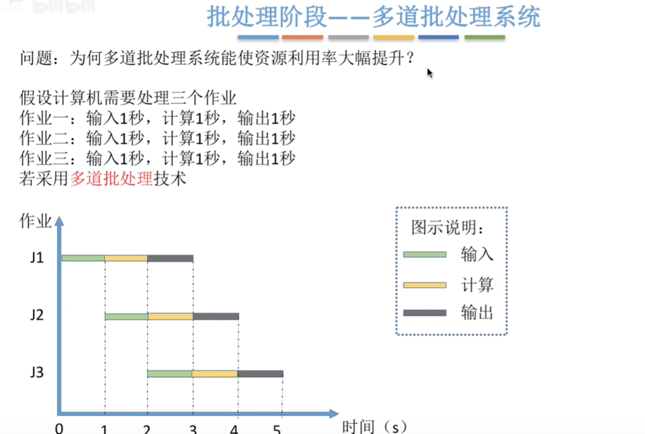 批处理阶段——多道批处理系统
问题：为何多道批处理系统能使资源利用率大幅提升？
假设计算机需要处理三个作业
作业一：输入1秒，计算1秒，输出1秒
作业二：输入1秒，计算1秒，输出1秒
作业三：输入1秒，计算1秒，输出1秒
若采用多道批处理技术
作业
J1
J2
J3
0 1 2 3 4 5 时间（s）
图示说明：
输入
计算
输出